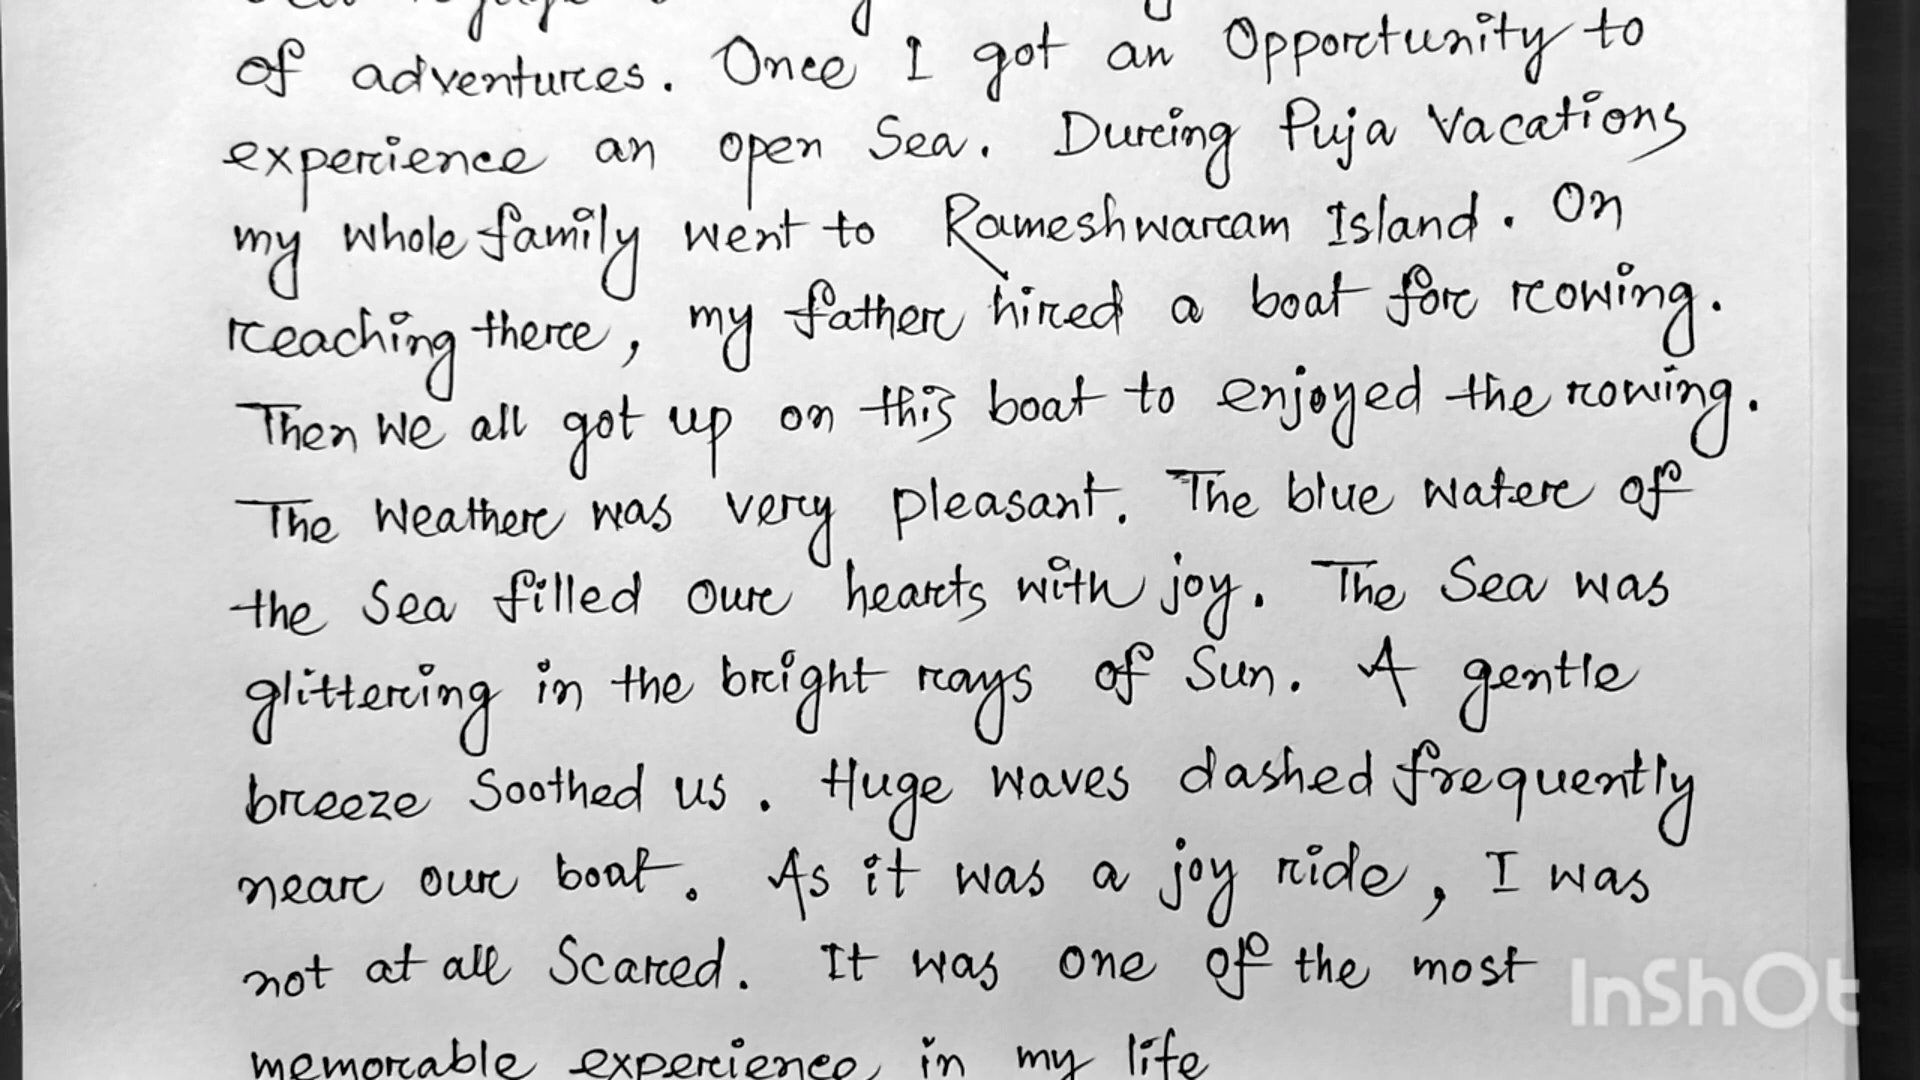 of adventures. Once I got an Opportunity to
experience an open Sea. During Puja Vacations
my whole family went to Rameshwaram Island. On
reaching there, my father hired a boat for rowing.
Then we all got up on this boat to enjoyed the rowing.
The Weather was very pleasant. The blue water of
the Sea filled our hearts with joy. The Sea was
glittering in the bright rays of Sun. A gentle
breeze Soothed us. Huge waves dashed frequently
near our boat. As it was a joy ride, I was
not at all Scared. It was one of the most
memorable experience in my life
InShOt